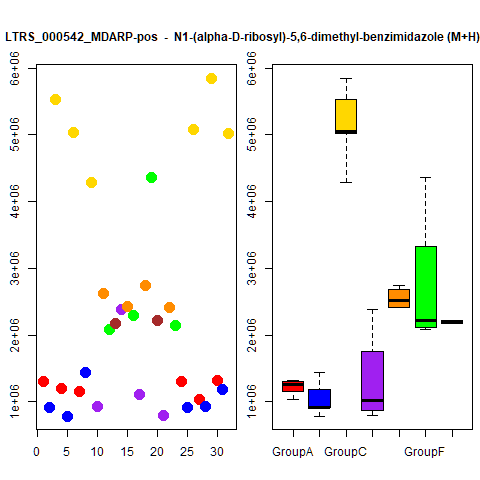 LTRS_000542_MDARP-pos - N1-(alpha-D-ribosyl)-5,6-dimethyl-benzimidazole (M+H)
6e+06
5e+06
4e+06
3e+06
2e+06
1e+06
0 5 10 15 20 25 30
6e+06
5e+06
4e+06
3e+06
2e+06
1e+06
GroupA GroupC GroupF